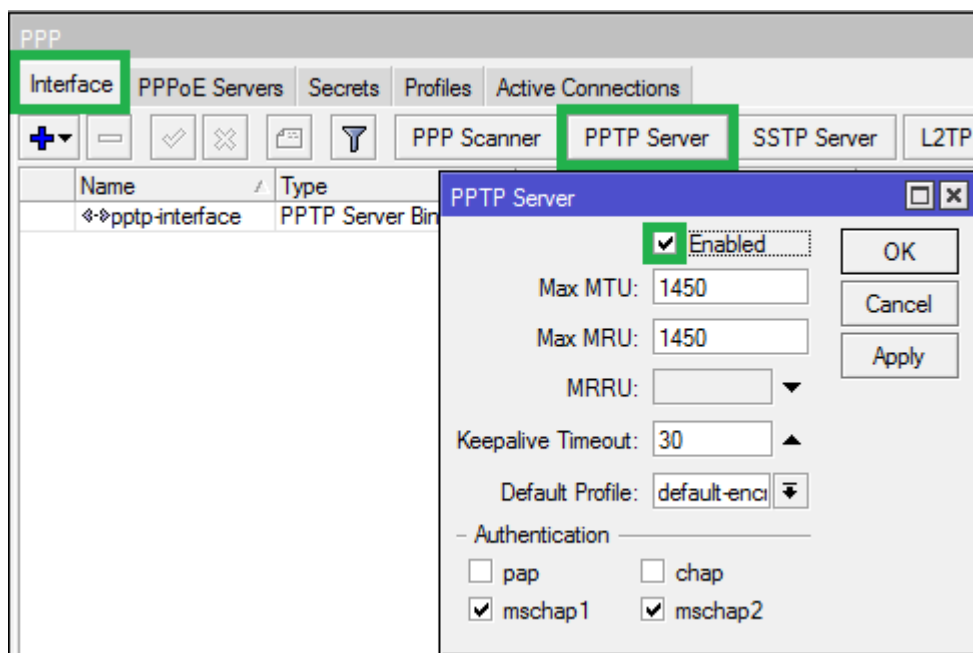 PPP
Interface PPPoE Servers Secrets Profiles Active Connections
PPP Scanner PPTP Server SSTP Server L2TP
Name Type
pptp-interface PPTP Server Bin
PPTP Server
Enabled
OK
Max MTU: 1450
Cancel
Max MRU: 1450
Apply
MRRU:
Keepalive Timeout: 30
Default Profile: default-enc
Authentication
pap chap
mschap1 mschap2